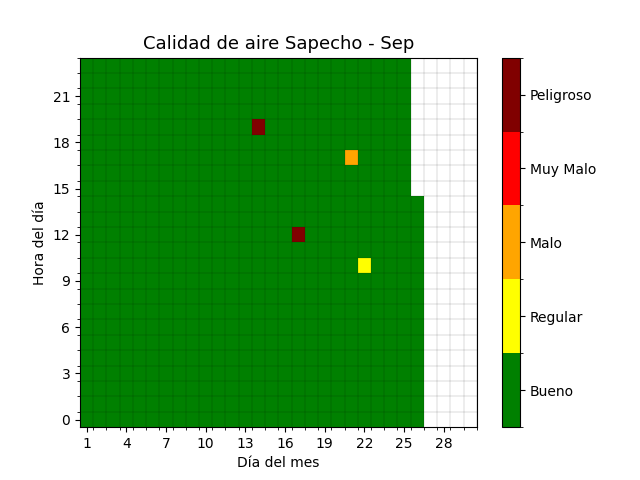 Calidad de aire Sapecho - Sep
Peligroso
Muy Malo
Malo
Regular
Bueno
Hora del día
21
18
15
12
9
6
3
0
1 4 7 10 13 16 19 22 25 28
Día del mes